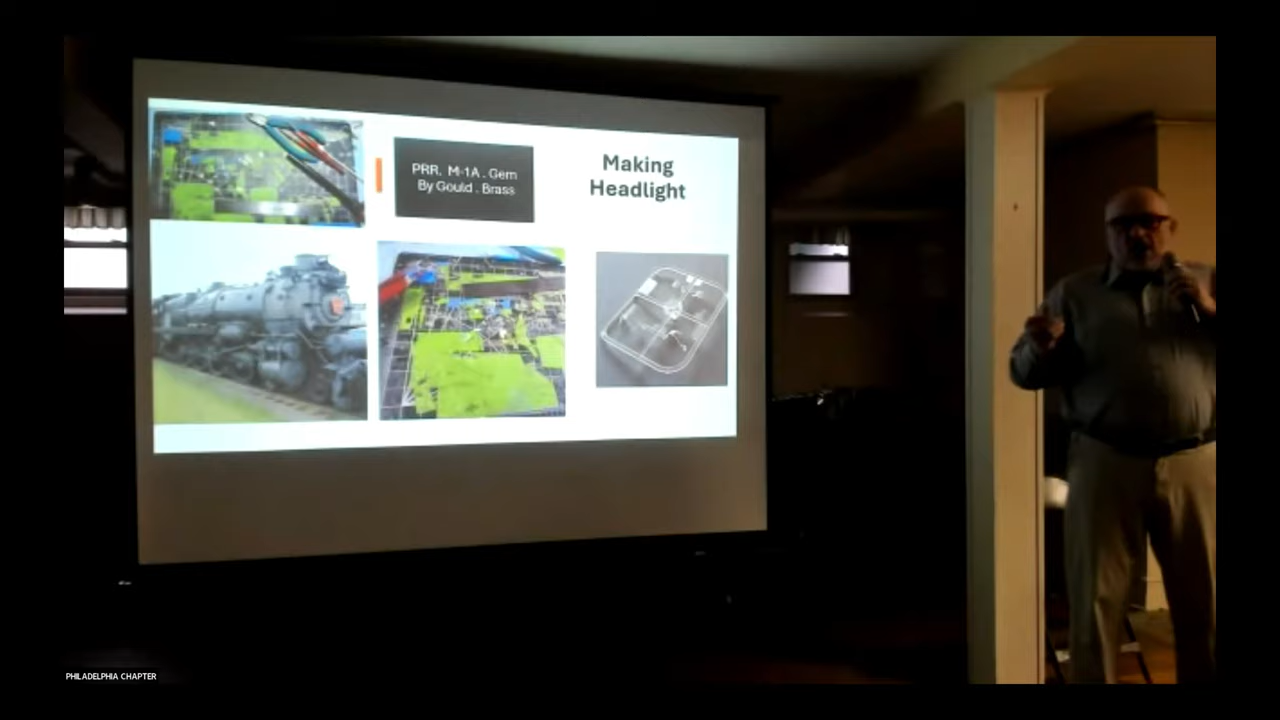 PRR. M-1A . Gem
By Gould . Brass
Making
Headlight
PHILADELPHIA CHAPTER